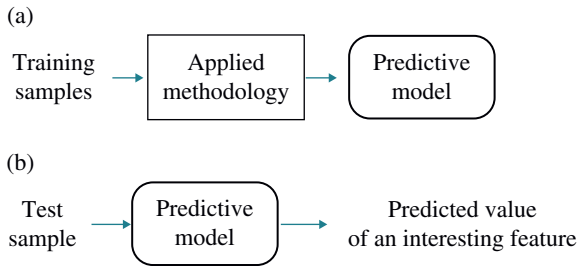 (a)
Training
samples
Applied
methodology
Predictive
model
(b)
Test
sample
Predictive
model
Predicted value
of an interesting feature